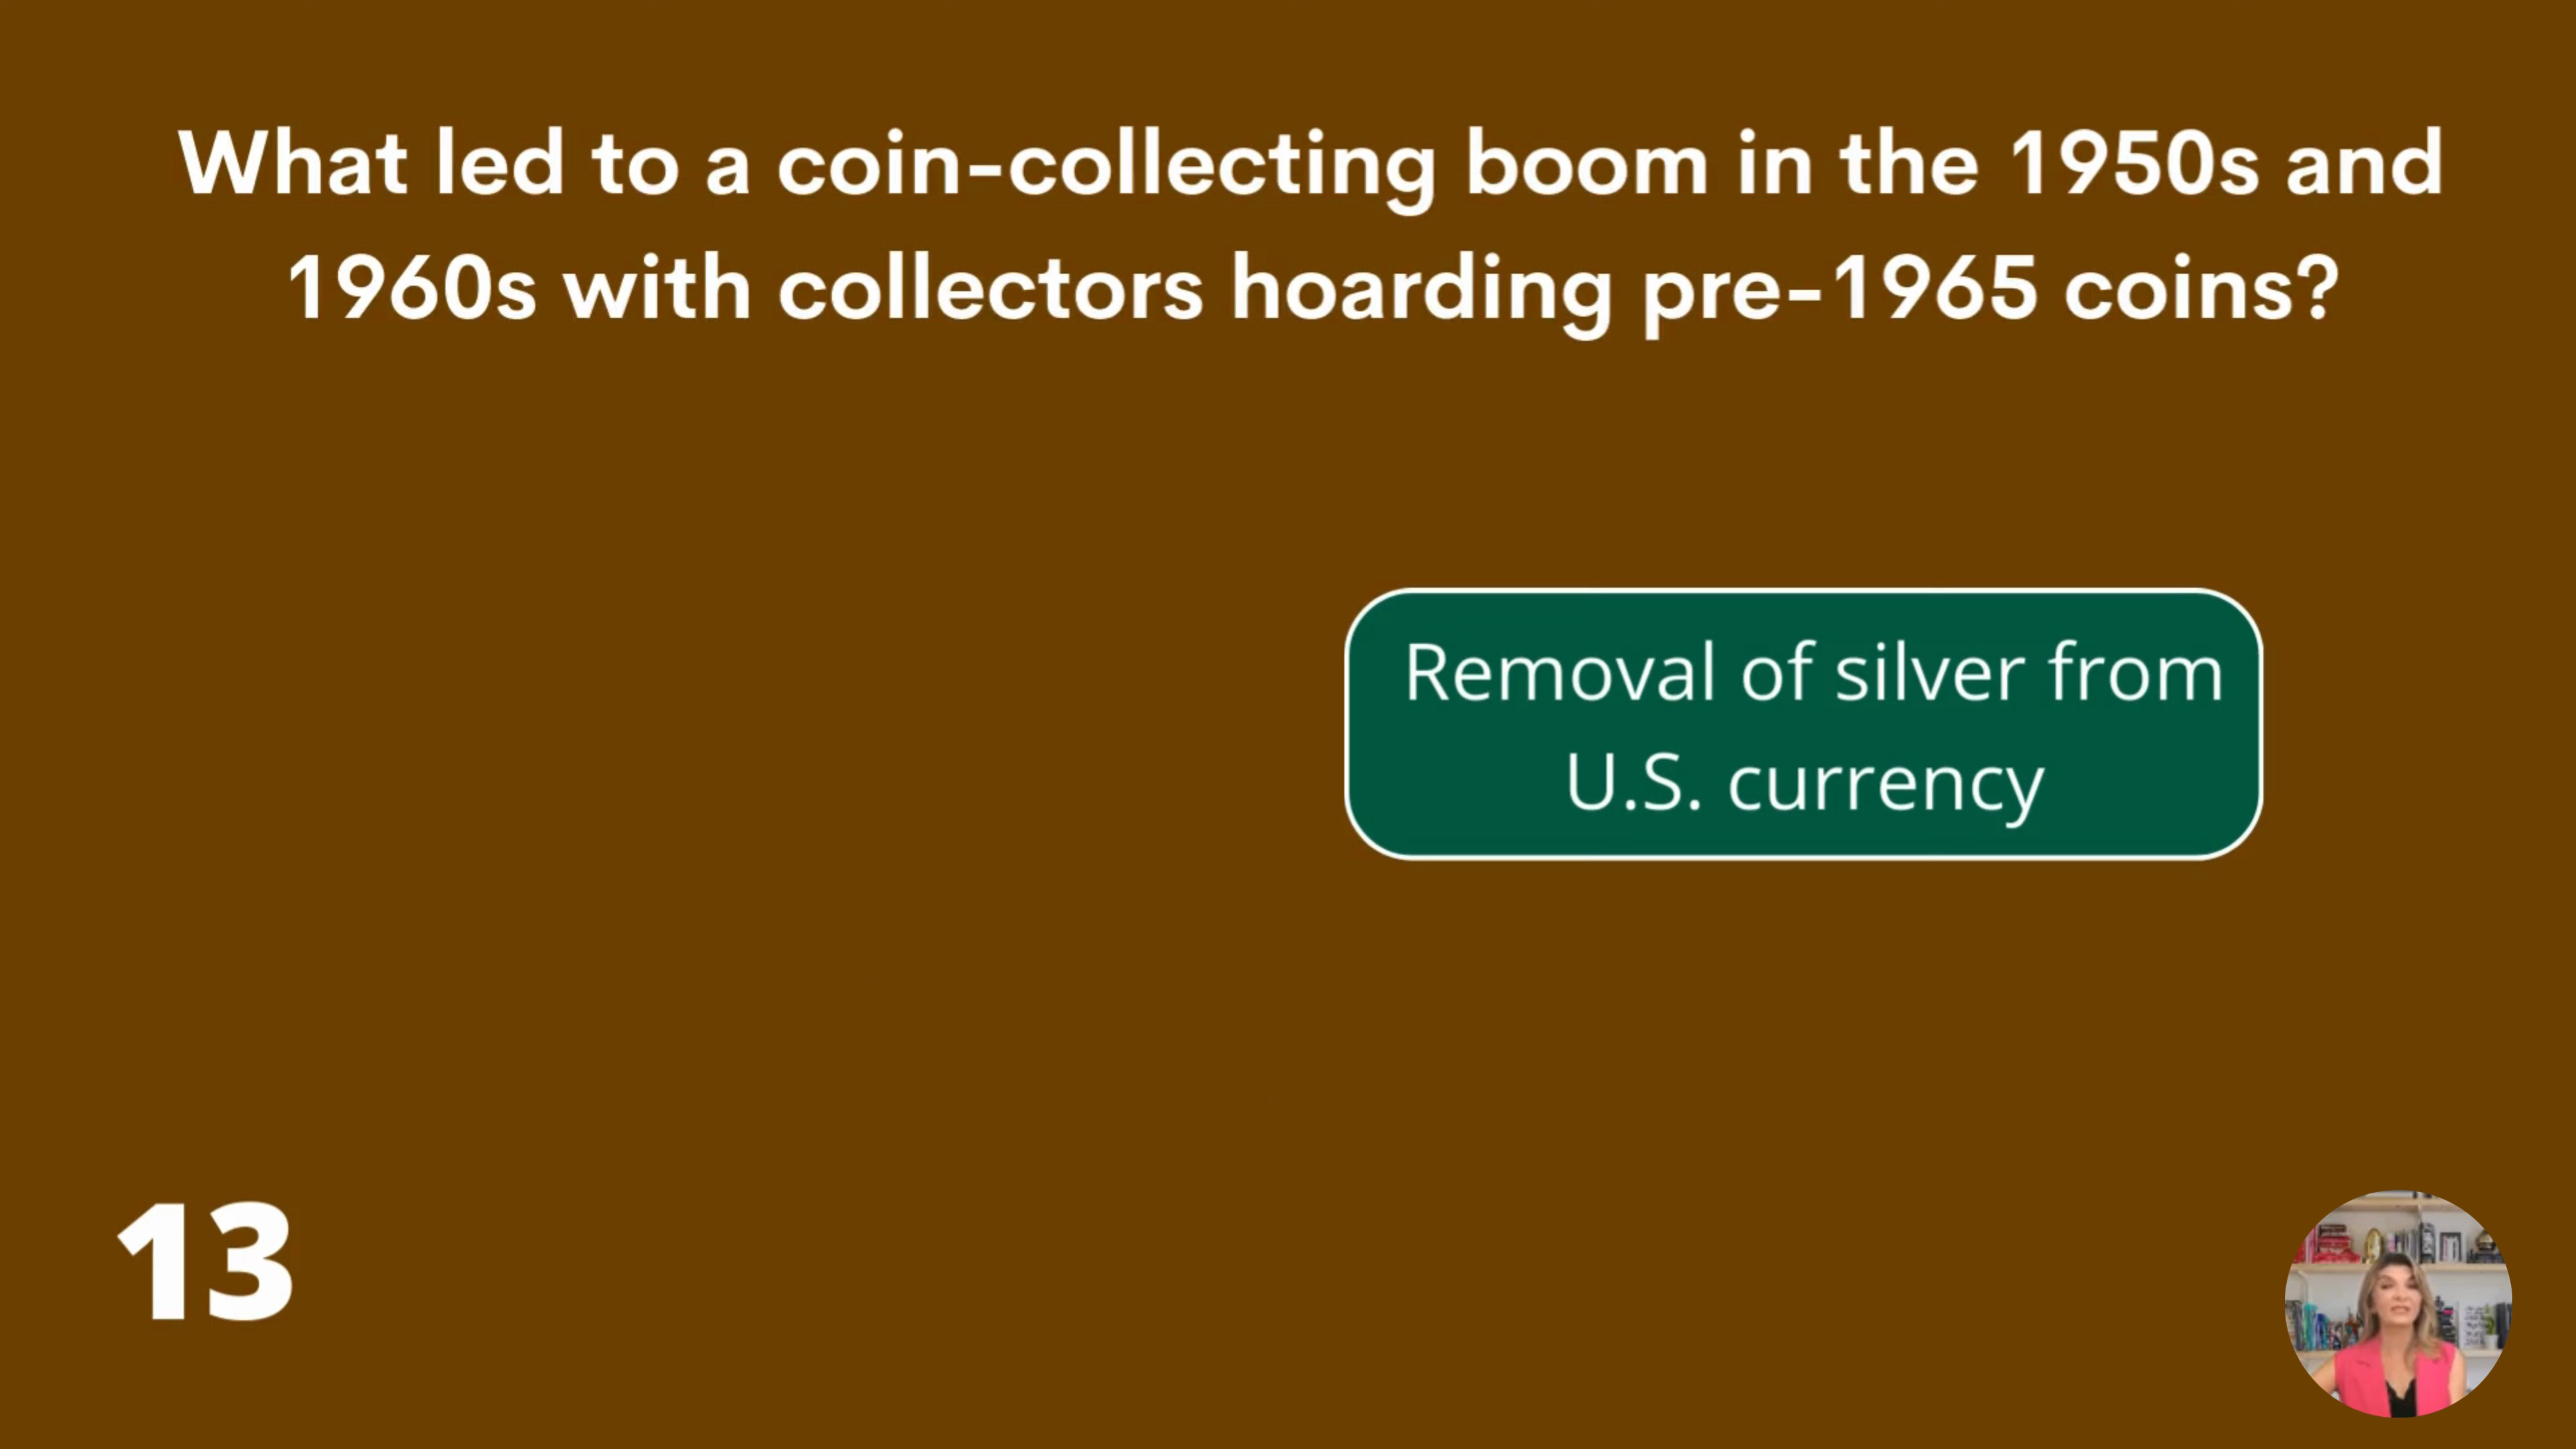 What led to a coin-collecting boom in the 1950s and
1960s with collectors hoarding pre-1965 coins?
Removal of silver from
U.S. currency
13